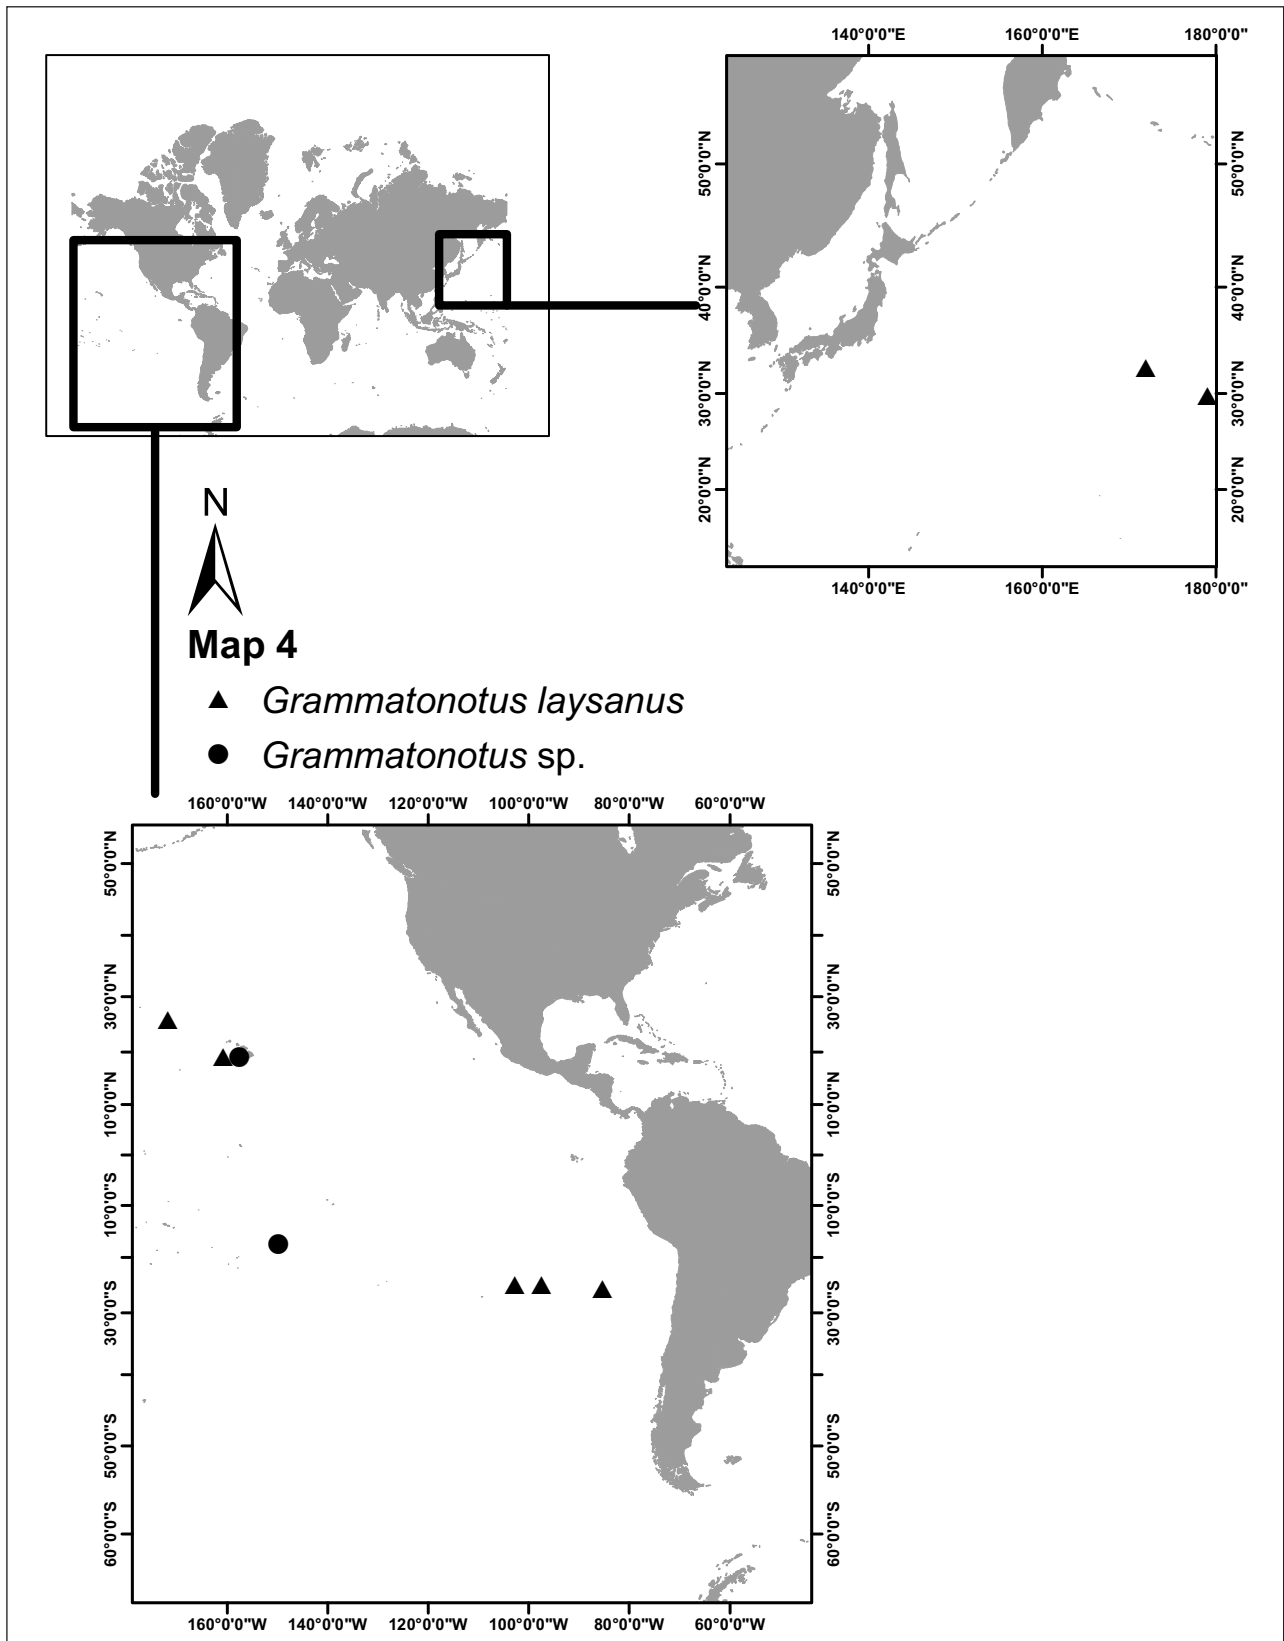 140°0'0"E 160°0'0"E 180°0'0"
50°0'0"N 50°0'0"N
40°0'0"N 40°0'0"N
30°0'0"N 30°0'0"N
20°0'0"N 20°0'0"N
140°0'0"E 160°0'0"E 180°0'0"
N
Map 4
Grammatonotus laysanus
Grammatonotus sp.
160°0'0"W 140°0'0"W 120°0'0"W 100°0'0"W 80°0'0"W 60°0'0"W
50°0'0"N 50°0'0"N
30°0'0"N 30°0'0"N
10°0'0"N 10°0'0"N
10°0'0"S 10°0'0"S
30°0'0"S 30°0'0"S
50°0'0"S 50°0'0"S
60°0'0"S 60°0'0"S
160°0'0"W 140°0'0"W 120°0'0"W 100°0'0"W 80°0'0"W 60°0'0"W